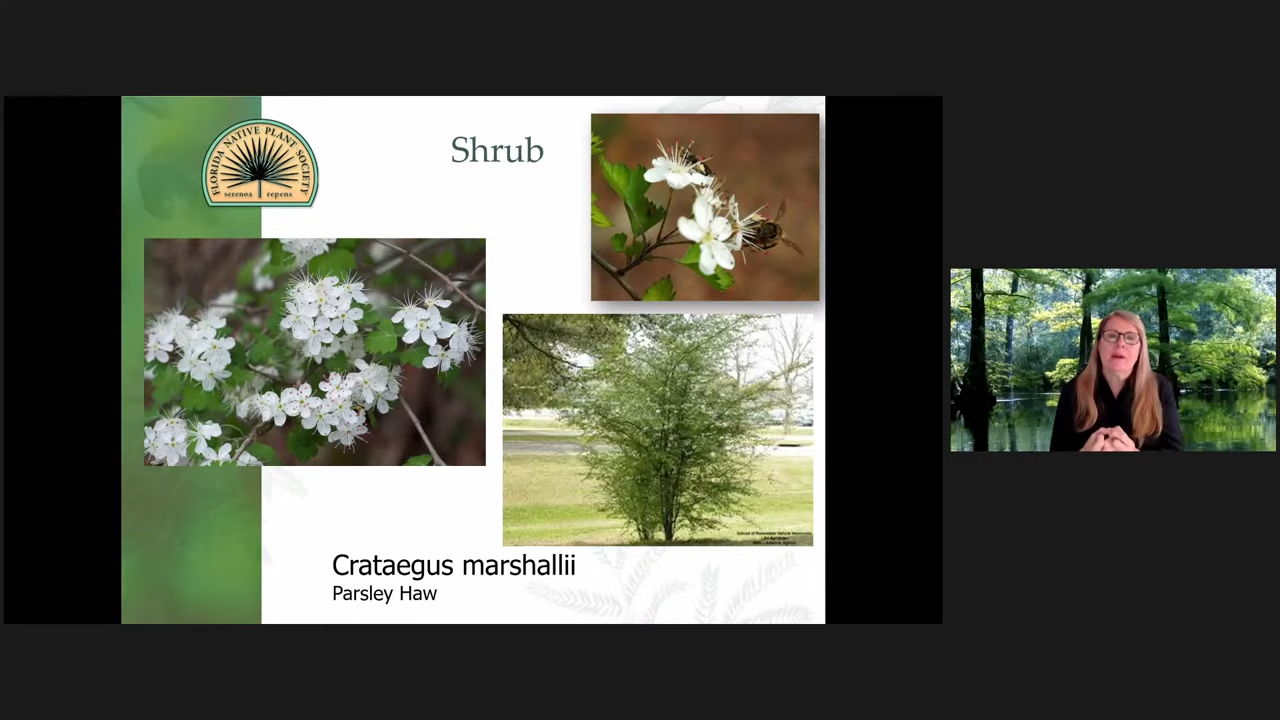 FLORIDA NATIVE PLANT SOCIETY
serenoa repens
Shrub
Crataegus marshallii
Parsley Haw